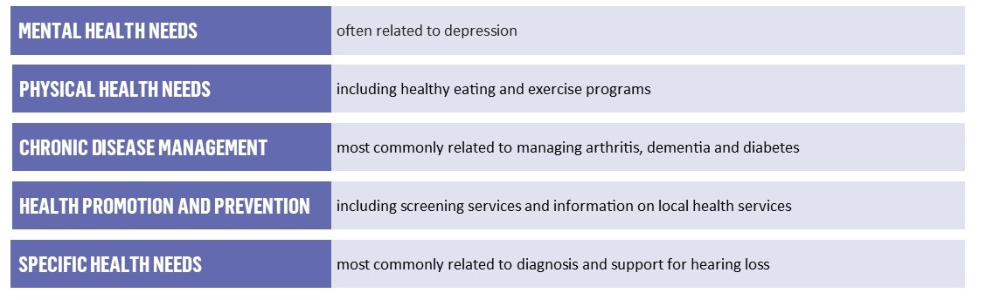 MENTAL HEALTH NEEDS often related to depression
PHYSICAL HEALTH NEEDS including healthy eating and exercise programs
CHRONIC DISEASE MANAGEMENT most commonly related to managing arthritis, dementia and diabetes
HEALTH PROMOTION AND PREVENTION including screening services and information on local health services
SPECIFIC HEALTH NEEDS most commonly related to diagnosis and support for hearing loss